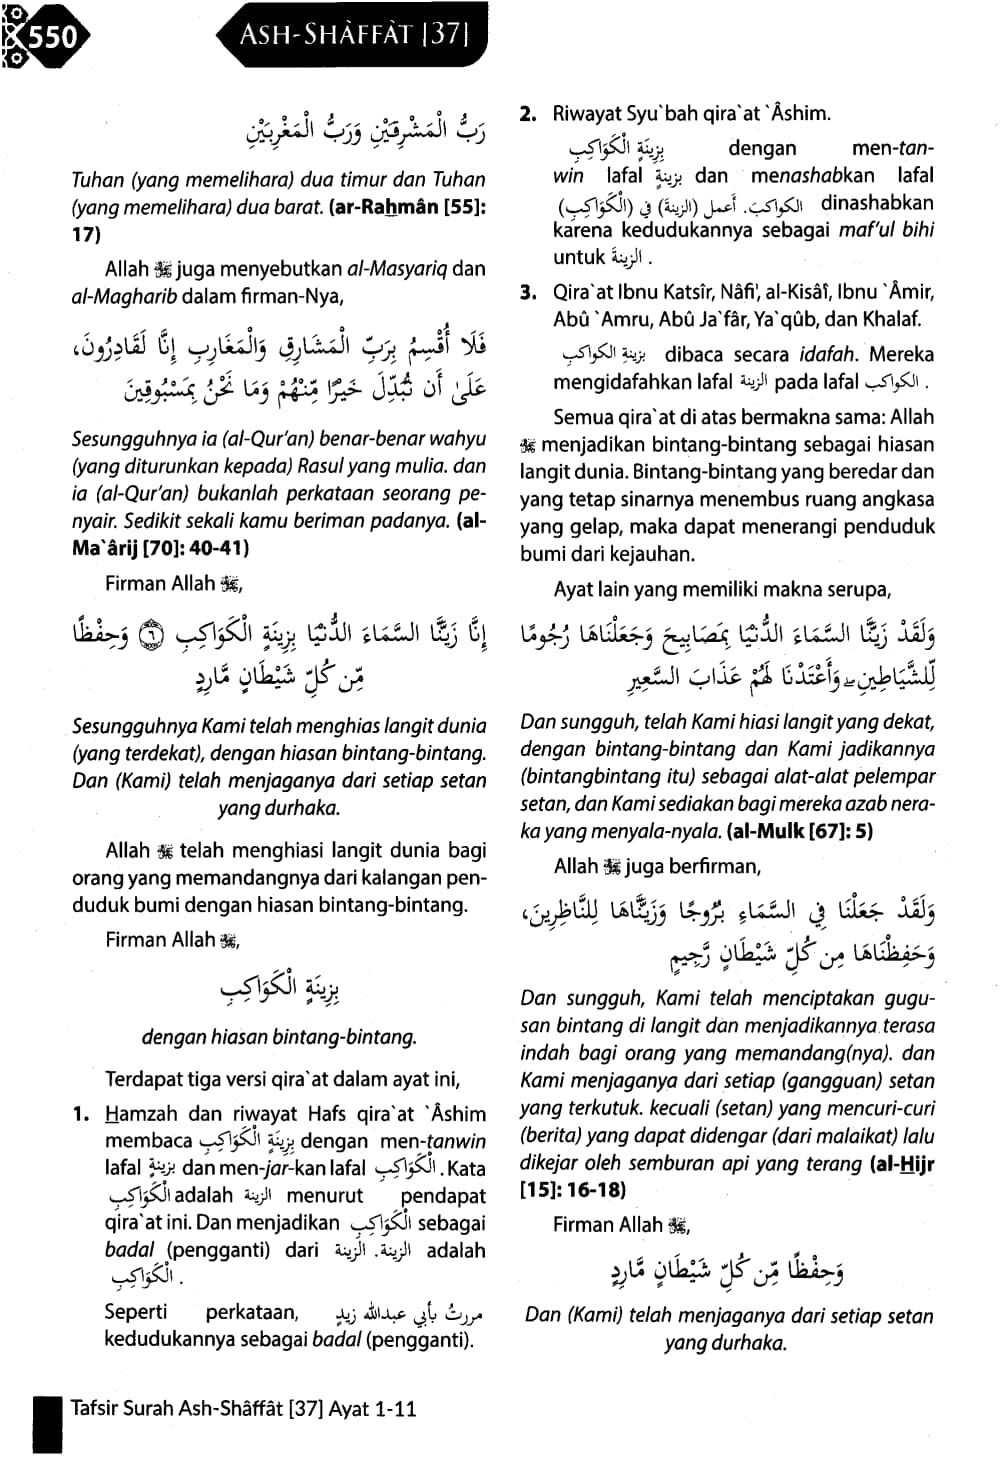 550
ASH-SHÂFFÂT [37]
رَبُّ الْمَشْرِقَيْنِ وَرَبُّ الْمَغْرِبَيْنِ
Tuhan (yang memelihara) dua timur dan Tuhan
(yang memelihara) dua barat. (ar-Rahmân [55]:
17)
Allah ﷻ juga menyebutkan al-Masyariq dan
al-Magharib dalam firman-Nya,
فَلَا أُقْسِمُ بِرَبِّ الْمَشَارِقِ وَالْمَغَارِبِ إِنَّا لَقَادِرُونَ،
عَلَىٰ أَن نُّبَدِّلَ خَيْرًا مِّنْهُمْ وَمَا نَحْنُ بِمَسْبُوقِينَ
Sesungguhnya ia (al-Qur’an) benar-benar wahyu
(yang diturunkan kepada) Rasul yang mulia. dan
ia (al-Qur’an) bukanlah perkataan seorang pe-
nyair. Sedikit sekali kamu beriman padanya. (al-
Ma`ârij [70]: 40-41)
Firman Allah ﷻ,
إِنَّا زَيَّنَّا السَّمَاءَ الدُّنْيَا بِزِينَةٍ الْكَوَاكِبِ ٦ وَحِفْظًا
مِّن كُلِّ شَيْطَانٍ مَّارِدٍ
Sesungguhnya Kami telah menghias langit dunia
(yang terdekat), dengan hiasan bintang-bintang.
Dan (Kami) telah menjaganya dari setiap setan
yang durhaka.
Allah ﷻ telah menghiasi langit dunia bagi
orang yang memandangnya dari kalangan pen-
duduk bumi dengan hiasan bintang-bintang.
Firman Allah ﷻ,
بِزِينَةٍ الْكَوَاكِبِ
dengan hiasan bintang-bintang.
Terdapat tiga versi qira`at dalam ayat ini,
1. Hamzah dan riwayat Hafs qira`at `Âshim
membaca بِزِينَةٍ الْكَوَاكِبِ dengan men-tanwin
lafal بزينةٍ dan men-jar-kan lafal الْكَوَاكِبِ . Kata
الْكَوَاكِبِ adalah الزينة menurut pendapat
qira`at ini. Dan menjadikan الْكَوَاكِبِ sebagai
badal (pengganti) dari الزينة. الزينة adalah
الْكَوَاكِبِ .
Seperti perkataan, مررتُ بأبي عبدالله زيدٍ
kedudukannya sebagai badal (pengganti).
2. Riwayat Syu`bah qira`at `Âshim.
بِزِينَةٍ الْكَوَاكِبِ dengan men-tan-
win lafal بزينةٍ dan menashabkan lafal
الكواكبَ. أعمل (الزينةَ) في (الْكَوَاكِبِ) dinashabkan
karena kedudukannya sebagai maf’ul bihi
untuk الزينةُ .
3. Qira`at Ibnu Katsîr, Nâfi’, al-Kisâî, Ibnu `Âmir,
Abû `Amru, Abû Ja`fâr, Ya`qûb, dan Khalaf.
بزينةِ الكواكبِ dibaca secara idafah. Mereka
mengidafahkan lafal الزينة pada lafal الكواكب .
Semua qira`at di atas bermakna sama: Allah
ﷻ menjadikan bintang-bintang sebagai hiasan
langit dunia. Bintang-bintang yang beredar dan
yang tetap sinarnya menembus ruang angkasa
yang gelap, maka dapat menerangi penduduk
bumi dari kejauhan.
Ayat lain yang memiliki makna serupa,
وَلَقَدْ زَيَّنَّا السَّمَاءَ الدُّنْيَا بِمَصَابِيحَ وَجَعَلْنَاهَا رُجُومًا
لِّلشَّيَاطِينِ ۖ وَأَعْتَدْنَا لَهُمْ عَذَابَ السَّعِيرِ
Dan sungguh, telah Kami hiasi langit yang dekat,
dengan bintang-bintang dan Kami jadikannya
(bintangbintang itu) sebagai alat-alat pelempar
setan, dan Kami sediakan bagi mereka azab nera-
ka yang menyala-nyala. (al-Mulk [67]: 5)
Allah ﷻ juga berfirman,
وَلَقَدْ جَعَلْنَا فِي السَّمَاءِ بُرُوجًا وَزَيَّنَّاهَا لِلنَّاظِرِينَ،
وَحَفِظْنَاهَا مِن كُلِّ شَيْطَانٍ رَّجِيمٍ
Dan sungguh, Kami telah menciptakan gugu-
san bintang di langit dan menjadikannya terasa
indah bagi orang yang memandang(nya). dan
Kami menjaganya dari setiap (gangguan) setan
yang terkutuk. kecuali (setan) yang mencuri-curi
(berita) yang dapat didengar (dari malaikat) lalu
dikejar oleh semburan api yang terang (al-Hijr
[15]: 16-18)
Firman Allah ﷻ,
وَحِفْظًا مِّن كُلِّ شَيْطَانٍ مَّارِدٍ
Dan (Kami) telah menjaganya dari setiap setan
yang durhaka.
Tafsir Surah Ash-Shâffât [37] Ayat 1-11